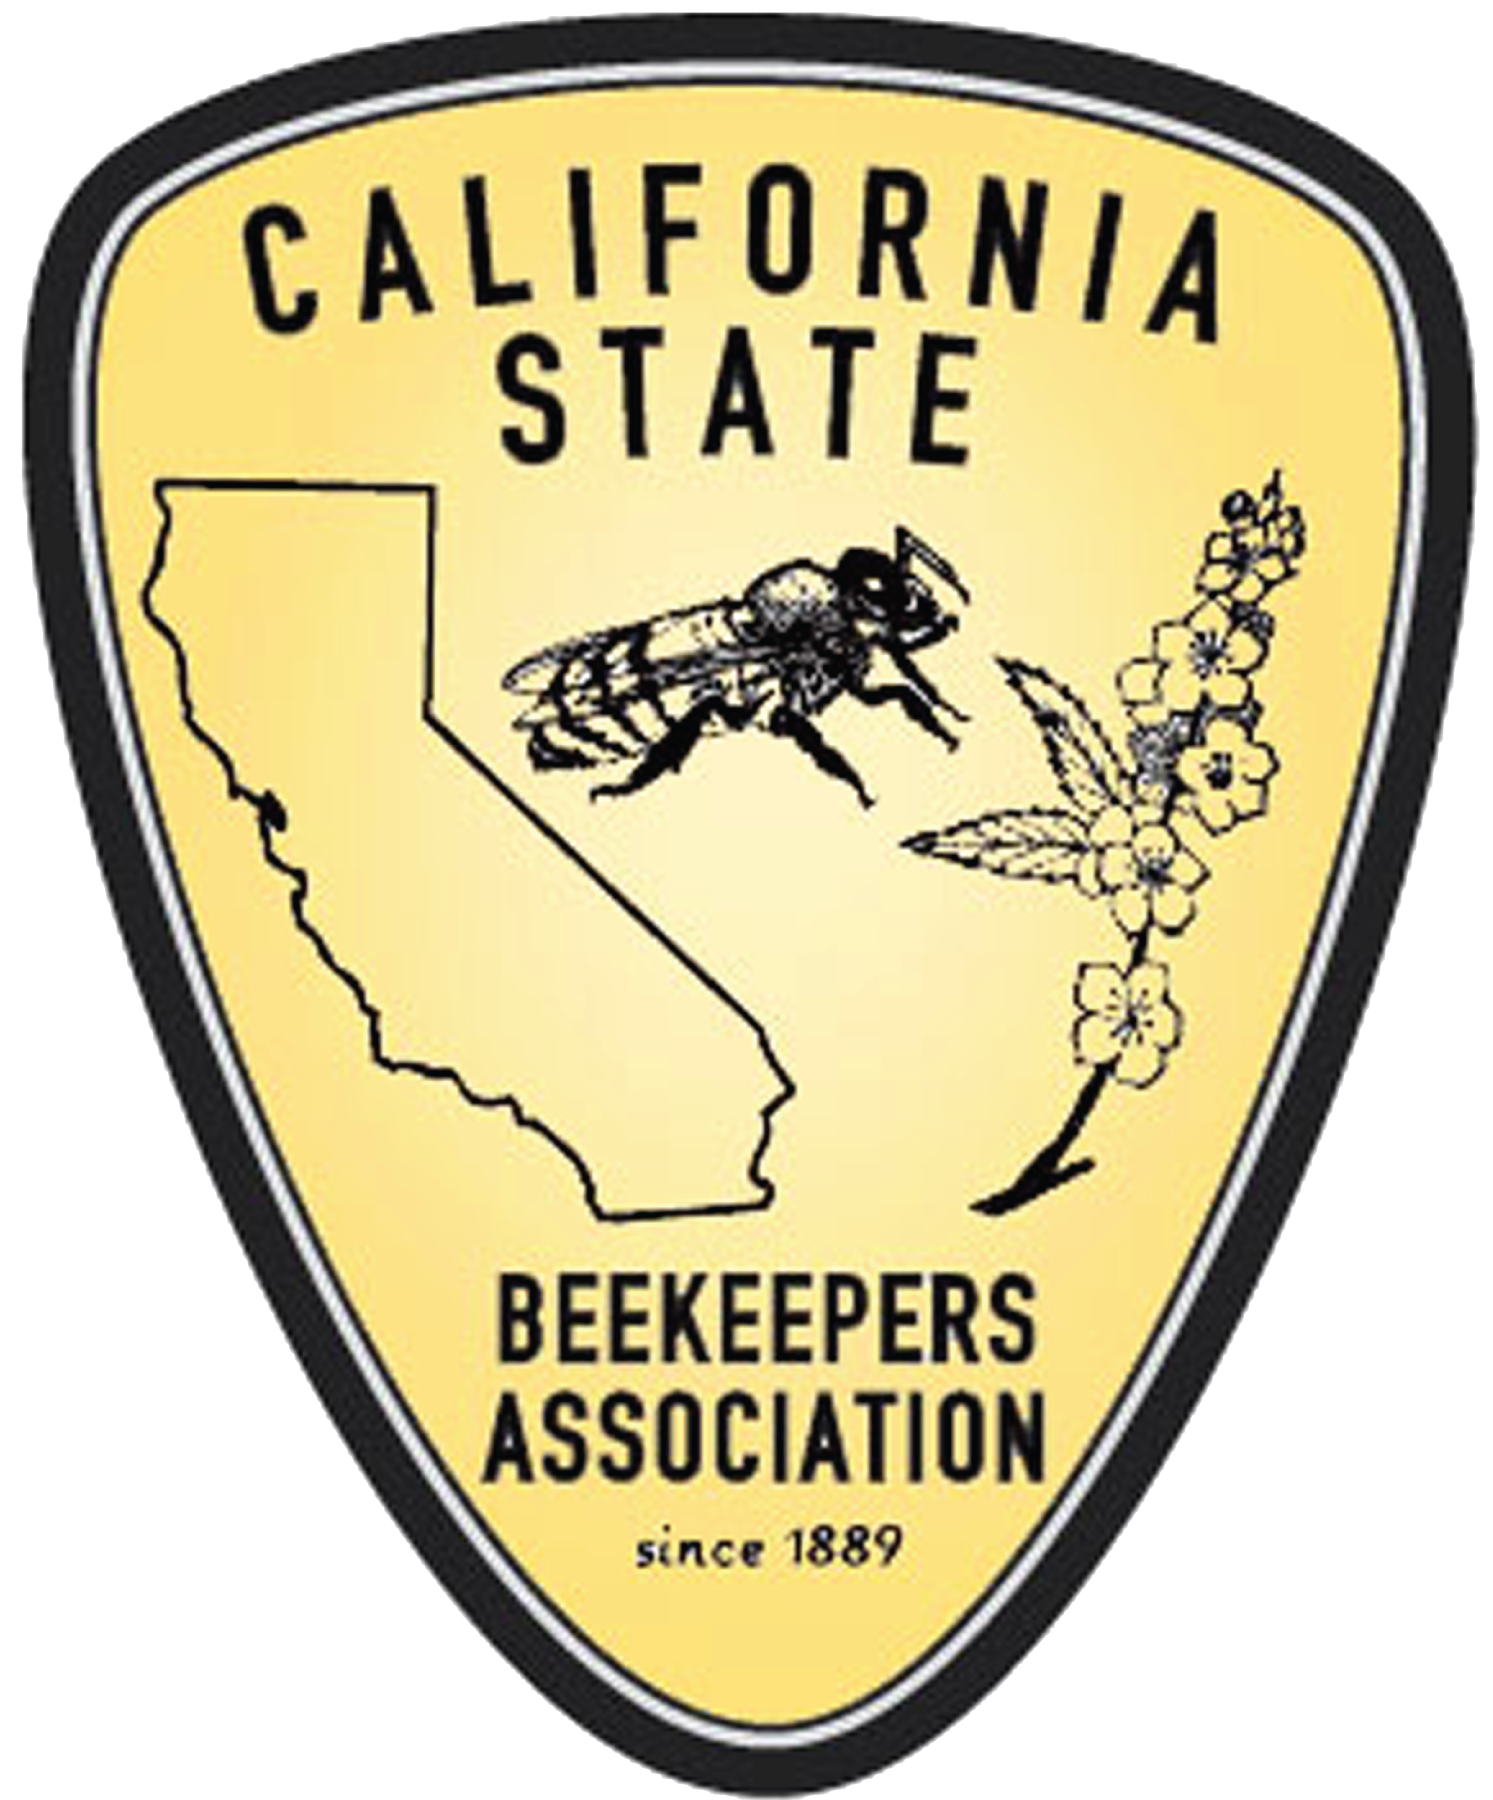 CALIFORNIA
STATE
BEEKEEPERS
ASSOCIATION
since 1889